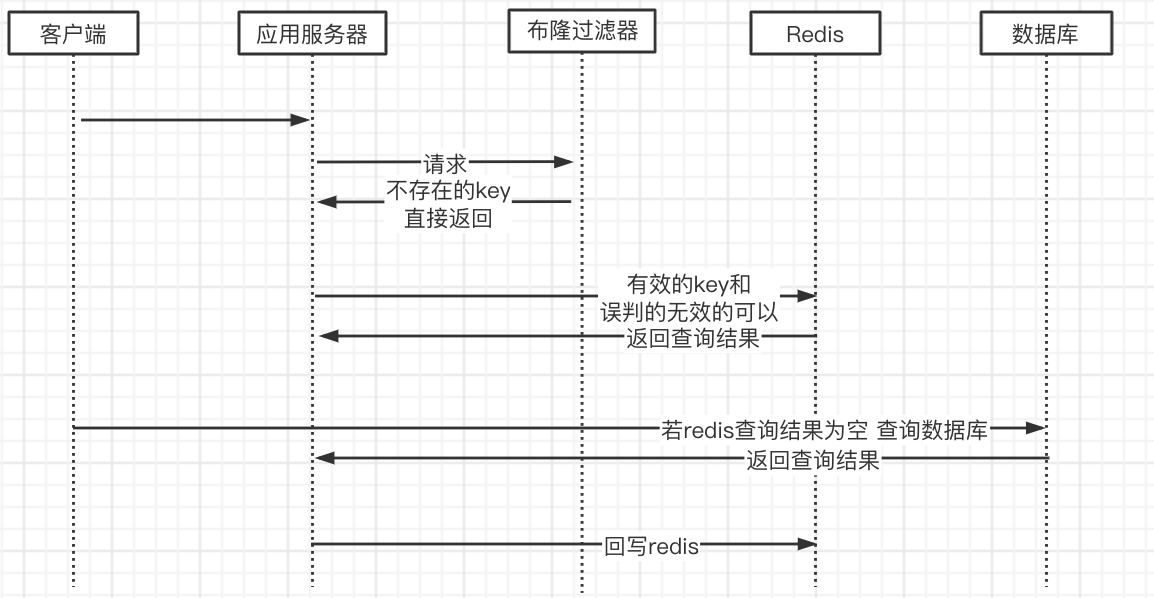 客户端
应用服务器
布隆过滤器
Redis
数据库
请求
不存在的key
直接返回
有效的key和
误判的无效的可以
返回查询结果
若redis查询结果为空 查询数据库
返回查询结果
回写redis